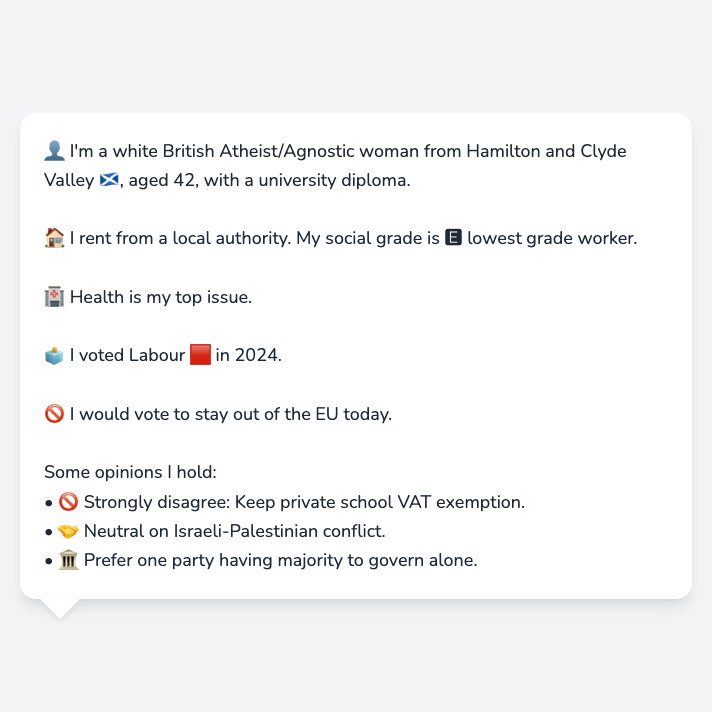 👤 I'm a white British Atheist/Agnostic woman from Hamilton and Clyde
Valley 🏴󠁧󠁢󠁳󠁣󠁴󠁿, aged 42, with a university diploma.
🏠 I rent from a local authority. My social grade is 🅴 lowest grade worker.
🏥 Health is my top issue.
🗳️ I voted Labour 🟥 in 2024.
🚫 I would vote to stay out of the EU today.
Some opinions I hold:
• 🚫 Strongly disagree: Keep private school VAT exemption.
• 🤝 Neutral on Israeli-Palestinian conflict.
• 🏛️ Prefer one party having majority to govern alone.